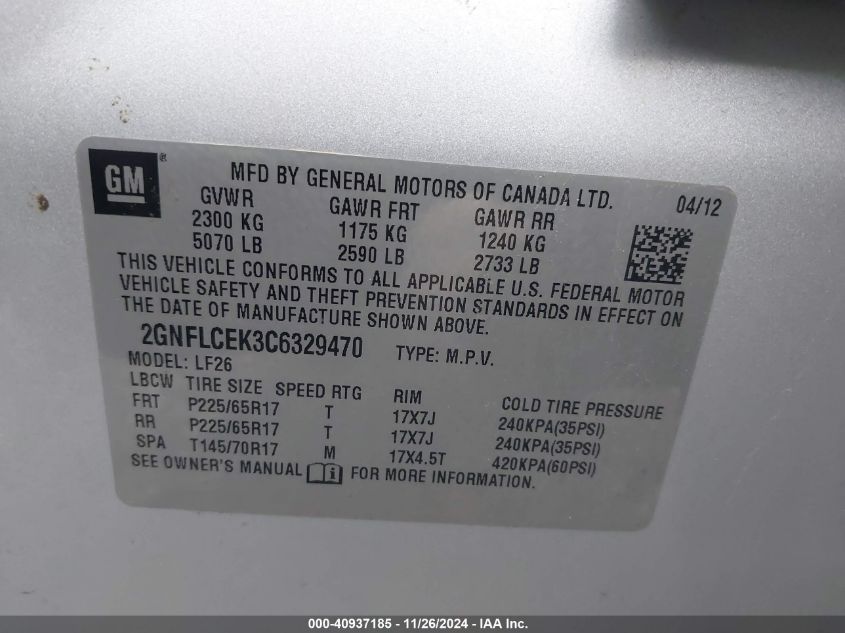 GM ® MFD BY GENERAL MOTORS OF CANADA LTD. 04/12
GVWR GAWR FRT GAWR RR
2300 KG 1175 KG 1240 KG
5070 LB 2590 LB 2733 LB
THIS VEHICLE CONFORMS TO ALL APPLICABLE U.S. FEDERAL MOTOR
VEHICLE SAFETY AND THEFT PREVENTION STANDARDS IN EFFECT ON
THE DATE OF MANUFACTURE SHOWN ABOVE.
2GNFLCEK3C6329470 TYPE: M.P.V.
MODEL: LF26
LBCW TIRE SIZE SPEED RTG RIM COLD TIRE PRESSURE
FRT P225/65R17 T 17X7J 240KPA(35PSI)
RR P225/65R17 T 17X7J 240KPA(35PSI)
SPA T145/70R17 M 17X4.5T 420KPA(60PSI)
SEE OWNER'S MANUAL i FOR MORE INFORMATION.
000-40937185 - 11/26/2024 - IAA Inc.